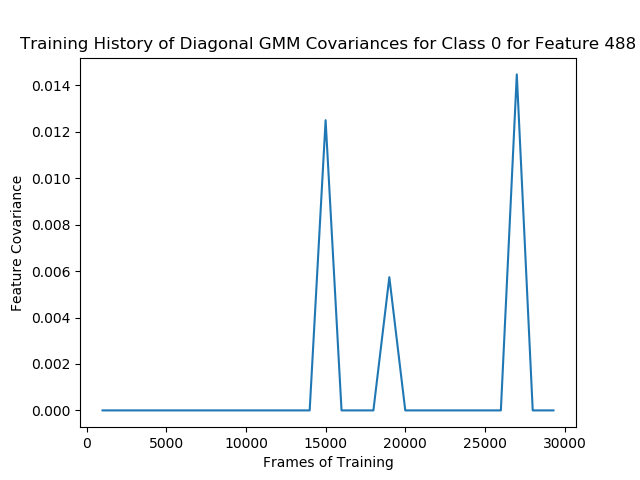 Training History of Diagonal GMM Covariances for Class 0 for Feature 488
Feature Covariance
0.014
0.012
0.010
0.008
0.006
0.004
0.002
0.000
0 5000 10000 15000 20000 25000 30000
Frames of Training